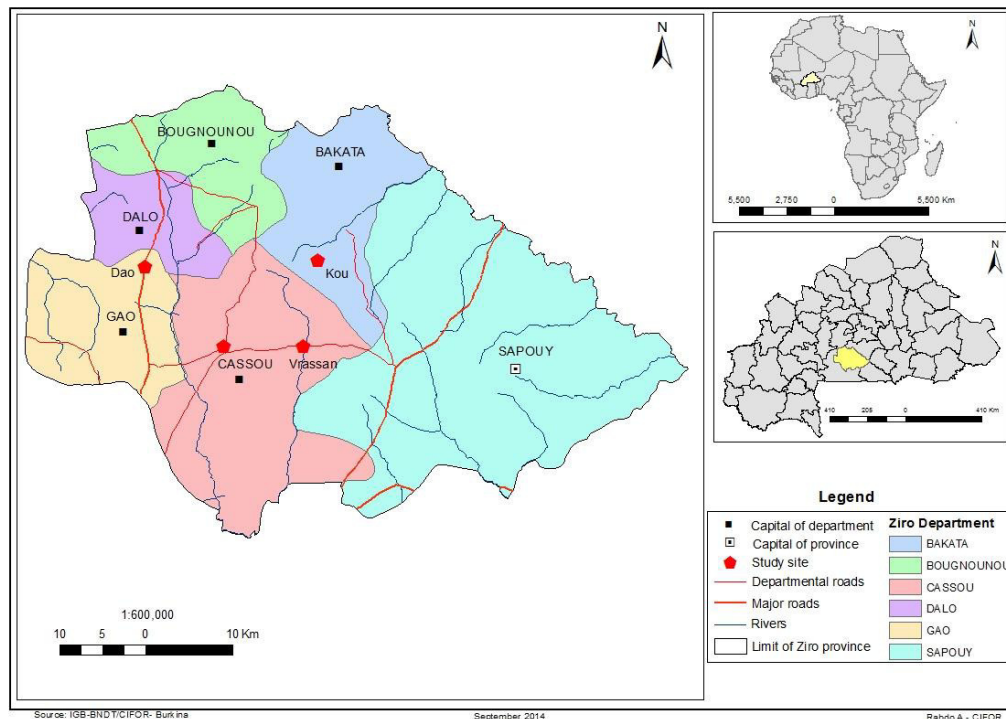 N
BOUGNOUNOU
BAKATA
DALO
Dao
Kou
GAO
CASSOU
Vrassan
SAPOUY
1:600,000
10 5 0 10 Km
N
5,500 2,750 0 5,500 Km
N
410 205 0 410 Km
Legend
Capital of department
Capital of province
Study site
Departmental roads
Major roads
Rivers
Limit of Ziro province
Ziro Department
BAKATA
BOUGNOUNOU
CASSOU
DALO
GAO
SAPOUY
Source: IGB-BNDT/CIFOR- Burkina
September 2014
Rabdo A - CIFOR